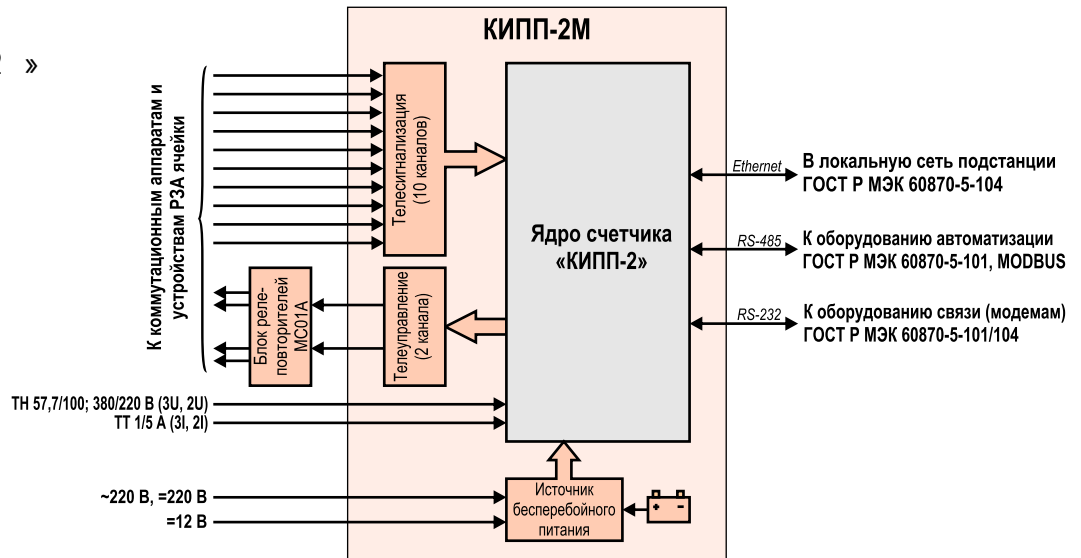 КИПП-2М
»
К коммутационным аппаратам и
устройствам РЗА ячейки
Телесигнализация
(10 каналов)
Ядро счетчика
«КИПП-2»
Ethernet
В локальную сеть подстанции
ГОСТ Р МЭК 60870-5-104
RS-485
К оборудованию автоматизации
ГОСТ Р МЭК 60870-5-101, MODBUS
RS-232
К оборудованию связи (модемам)
ГОСТ Р МЭК 60870-5-101/104
Блок реле-
повторителей
МС01А
Телеуправление
(2 канала)
ТН 57,7/100; 380/220 В (3U, 2U)
ТТ 1/5 А (3I, 2I)
~220 В, =220 В
=12 В
Источник
бесперебойного
питания
+ -